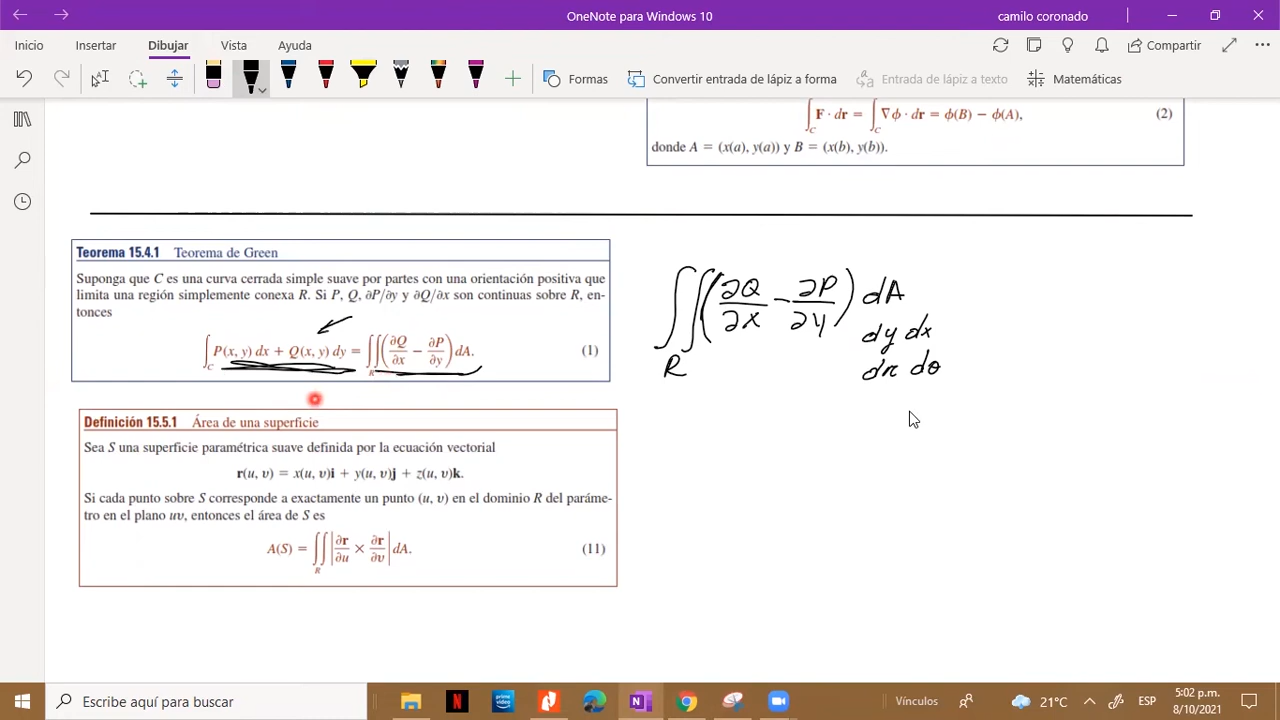 OneNote para Windows 10
camilo coronado
Inicio Insertar Dibujar Vista Ayuda
Compartir
Formas
Convertir entrada de lápiz a forma
Entrada de lápiz a texto
Matemáticas
∫_C F · dr = ∫_C ∇ϕ · dr = ϕ(B) − ϕ(A), (2)
donde A = (x(a), y(a)) y B = (x(b), y(b)).
Teorema 15.4.1 Teorema de Green
Suponga que C es una curva cerrada simple suave por partes con una orientación positiva que
limita una región simplemente conexa R. Si P, Q, ∂P/∂y y ∂Q/∂x son continuas sobre R, en-
tonces
∫_C P(x, y) dx + Q(x, y) dy = ∬_R (∂Q/∂x − ∂P/∂y) dA. (1)
∬_R (∂Q/∂x − ∂P/∂y) dA
dy dx
dr dθ
Definición 15.5.1 Área de una superficie
Sea S una superficie paramétrica suave definida por la ecuación vectorial
r(u, v) = x(u, v)i + y(u, v)j + z(u, v)k.
Si cada punto sobre S corresponde a exactamente un punto (u, v) en el dominio R del paráme-
tro en el plano uv, entonces el área de S es
A(S) = ∬_R |∂r/∂u × ∂r/∂v| dA. (11)
Escribe aquí para buscar
Vínculos
21°C
ESP
5:02 p.m.
8/10/2021